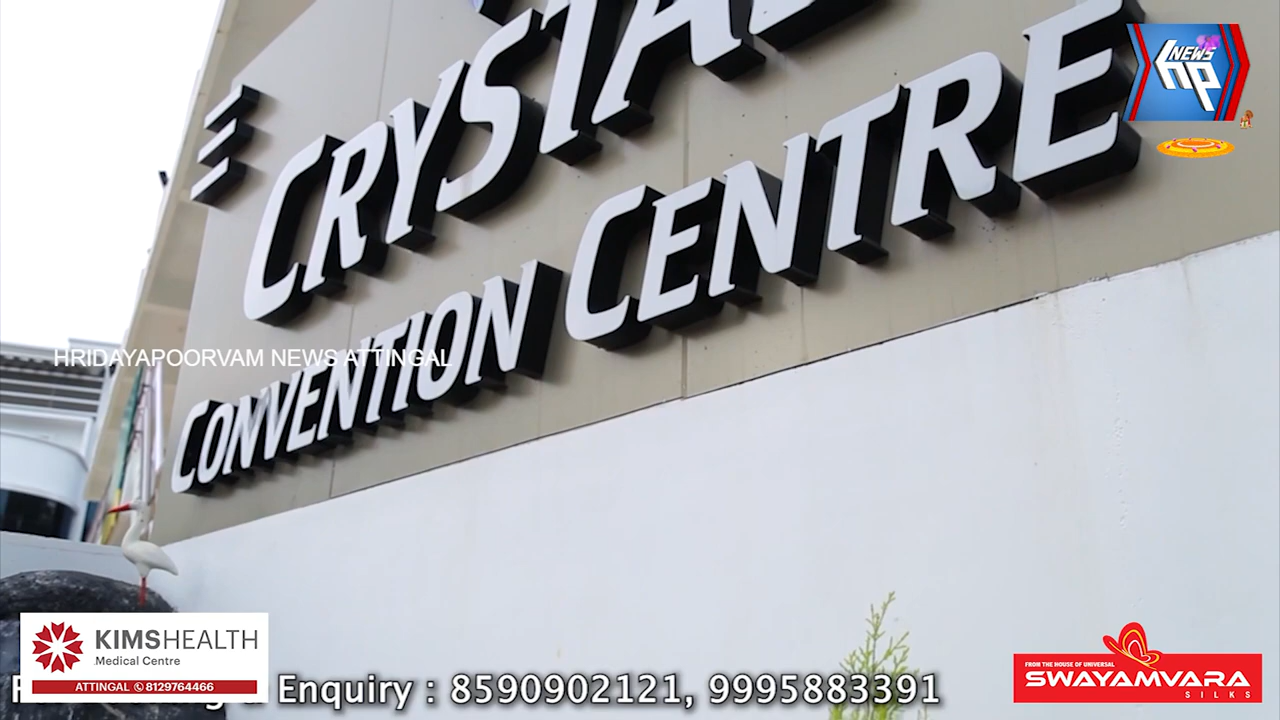 NEWS
CRYSTAL
CONVENTION CENTRE
HRIDAYAPOORVAM NEWS ATTINGAL
KIMSHEALTH
Medical Centre
ATTINGAL 8129764466
Enquiry : 8590902121, 9995883391
FROM THE HOUSE OF UNIVERSAL
SWAYAMVARA
SILKS